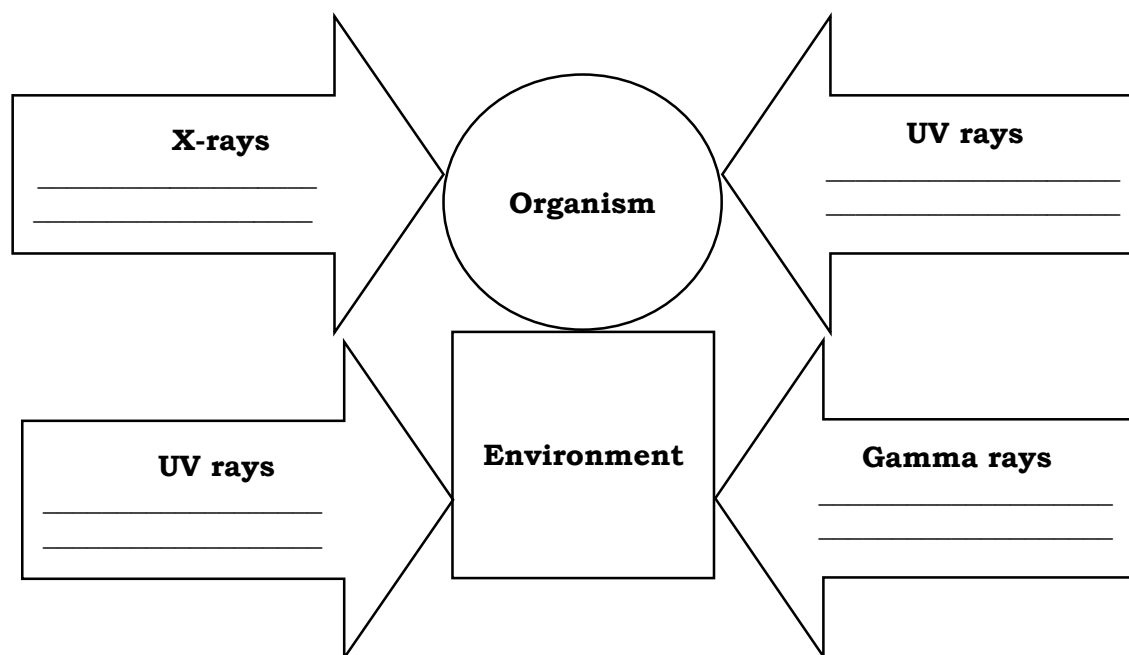 X-rays
UV rays
Organism
UV rays
Environment
Gamma rays